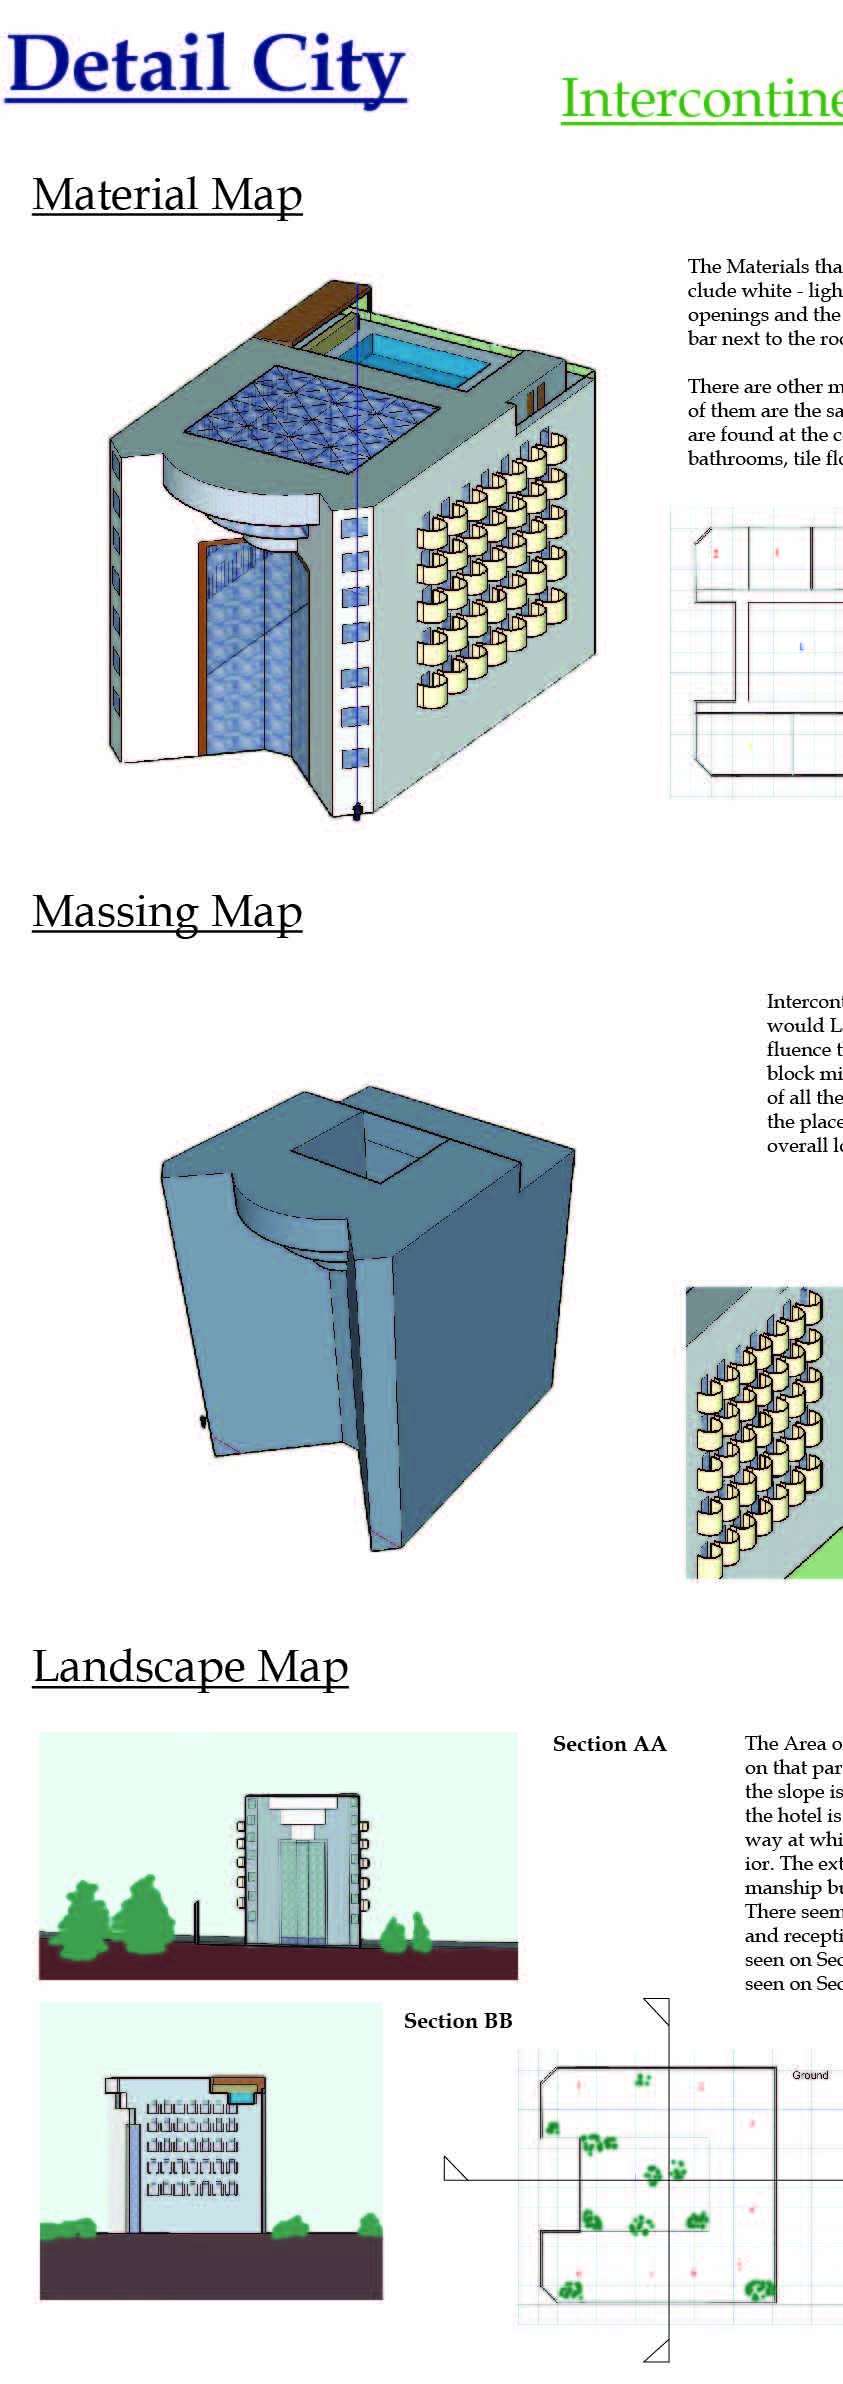 Detail City
Intercontine
Material Map
The Materials tha
clude white - ligh
openings and the
bar next to the roo
There are other m
of them are the sa
are found at the c
bathrooms, tile flo
Massing Map
Intercont
would L
fluence t
block mi
of all the
the place
overall lo
Landscape Map
Section AA
The Area o
on that par
the slope is
the hotel is
way at whi
ior. The ext
manship bu
There seem
and recepti
seen on Sec
seen on Sec
Section BB
Ground